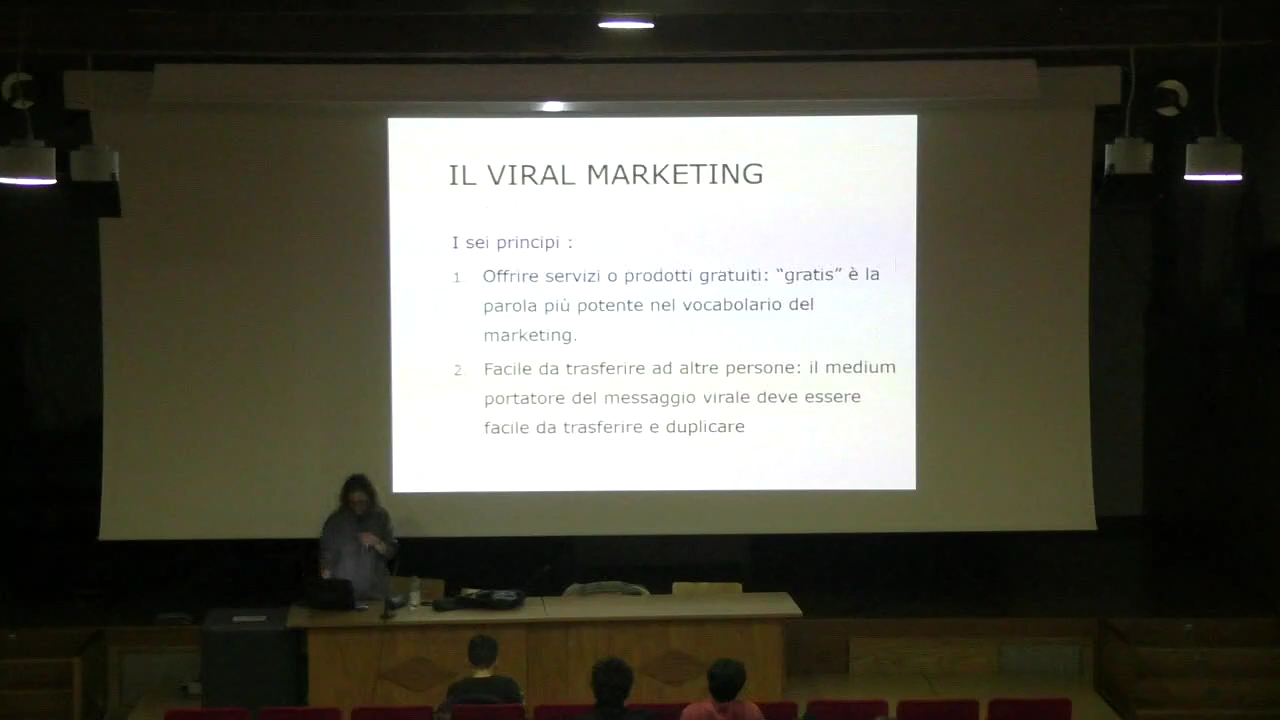 IL VIRAL MARKETING
I sei principi :
1. Offrire servizi o prodotti gratuiti: “gratis” è la
parola più potente nel vocabolario del
marketing.
2. Facile da trasferire ad altre persone: il medium
portatore del messaggio virale deve essere
facile da trasferire e duplicare